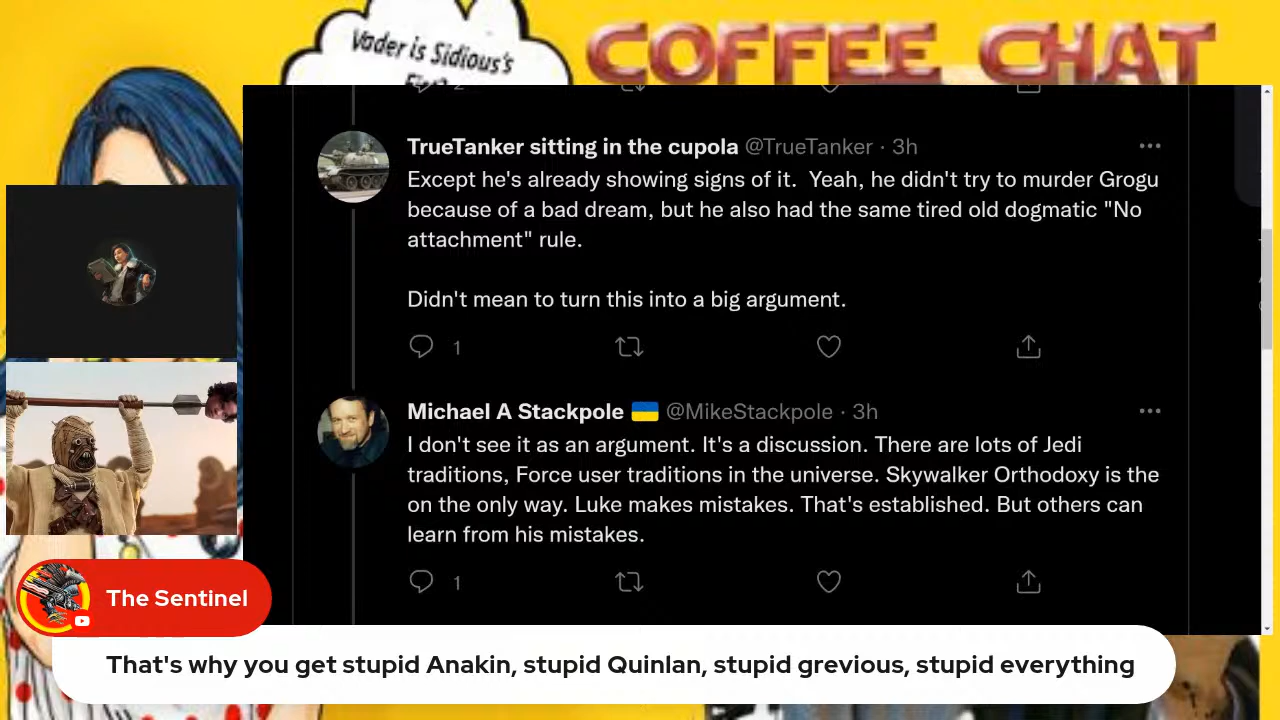 Vader is Sidious's
COFFEE CHAT
TrueTanker sitting in the cupola @TrueTanker · 3h
Except he's already showing signs of it.  Yeah, he didn't try to murder Grogu
because of a bad dream, but he also had the same tired old dogmatic "No
attachment" rule.
Didn't mean to turn this into a big argument.
1
Michael A Stackpole 🇺🇦 @MikeStackpole · 3h
I don't see it as an argument. It's a discussion. There are lots of Jedi
traditions, Force user traditions in the universe. Skywalker Orthodoxy is the
on the only way. Luke makes mistakes. That's established. But others can
learn from his mistakes.
1
The Sentinel
That's why you get stupid Anakin, stupid Quinlan, stupid grevious, stupid everything